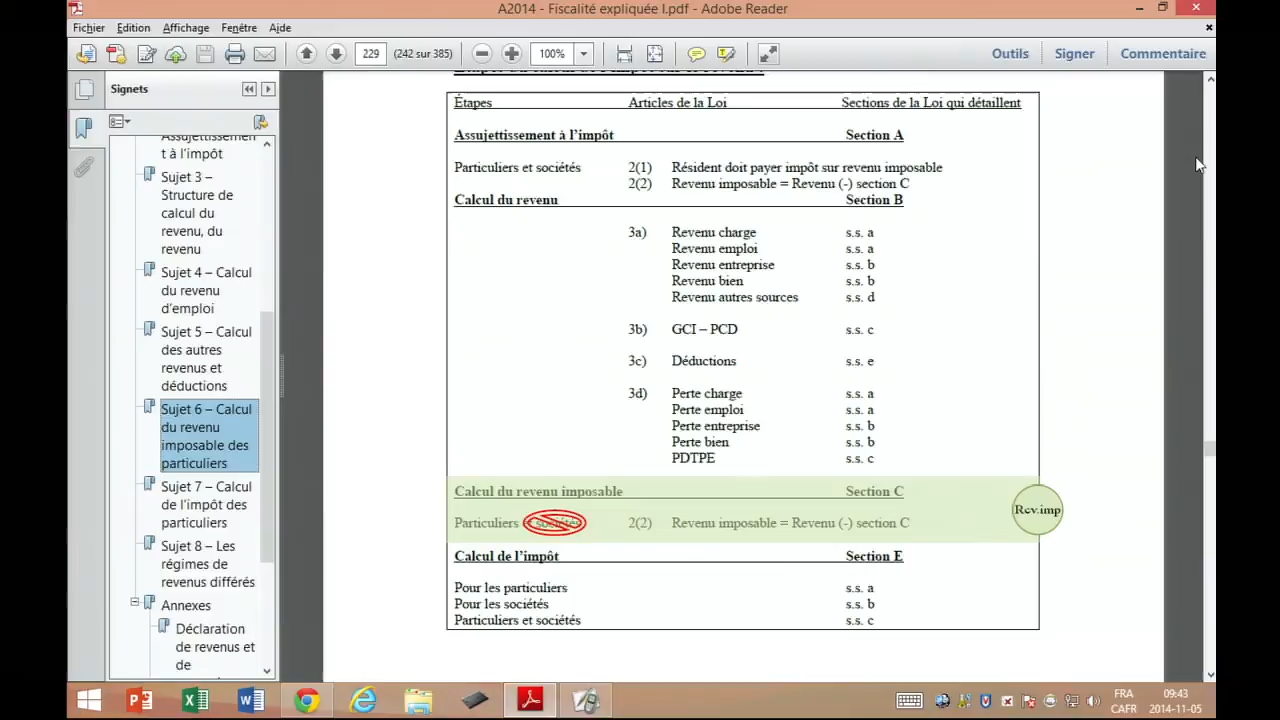 A2014 - Fiscalité expliquée I.pdf - Adobe Reader
Fichier Edition Affichage Fenêtre Aide
229 (242 sur 385) 100% Outils Signer Commentaire
Signets
Assujettissemen
t à l'impôt
Sujet 3 –
Structure de
calcul du
revenu, du
revenu
Sujet 4 – Calcul
du revenu
d'emploi
Sujet 5 – Calcul
des autres
revenus et
déductions
Sujet 6 – Calcul
du revenu
imposable des
particuliers
Sujet 7 – Calcul
de l'impôt des
particuliers
Sujet 8 – Les
régimes de
revenus différés
Annexes
Déclaration
de revenus et
de
Étapes Articles de la Loi Sections de la Loi qui détaillent
Assujettissement à l'impôt Section A
Particuliers et sociétés 2(1) Résident doit payer impôt sur revenu imposable
2(2) Revenu imposable = Revenu (-) section C
Calcul du revenu Section B
3a) Revenu charge s.s. a
Revenu emploi s.s. a
Revenu entreprise s.s. b
Revenu bien s.s. b
Revenu autres sources s.s. d
3b) GCI – PCD s.s. c
3c) Déductions s.s. e
3d) Perte charge s.s. a
Perte emploi s.s. a
Perte entreprise s.s. b
Perte bien s.s. b
PDTPE s.s. c
Calcul du revenu imposable Section C
Rev.imp
Particuliers et sociétés 2(2) Revenu imposable = Revenu (-) section C
Calcul de l'impôt Section E
Pour les particuliers s.s. a
Pour les sociétés s.s. b
Particuliers et sociétés s.s. c
FRA 09:43
CAFR 2014-11-05